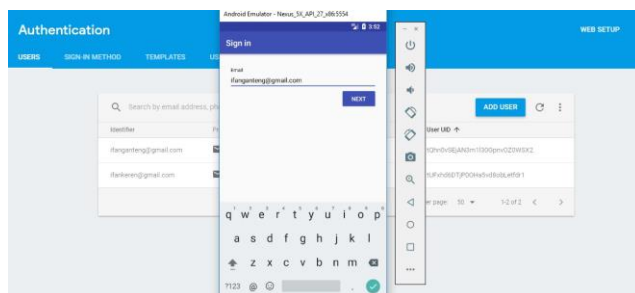 Android Emulator - Nexus_5X_API_27_x86:5554
Authentication
WEB SETUP
3:02
Sign in
USERS
SIGN-IN METHOD
TEMPLATES
Email
ifanganteng@gmail.com
NEXT
Search by email address,
ADD USER
Identifier
User UID
ifanganteng@gmail.com
ifankeren@gmail.com
page: 50
1-2 of 2
q w e r t y u i o p
a s d f g h j k l
z x c v b n m
?123 @ .